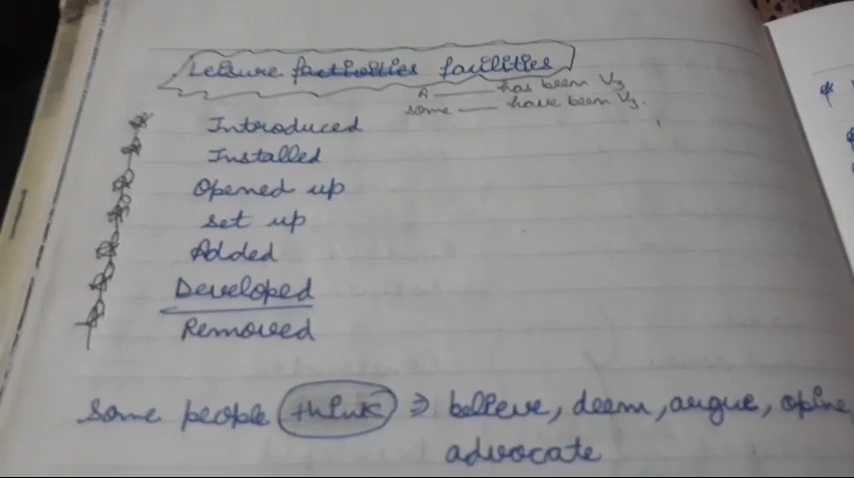 Leisure facilities
A —— has been V3
some —— have been V3.
Introduced
Installed
Opened up
set up
Added
Developed
Removed
Some people think ⇒ believe, deem, argue, opine,
advocate